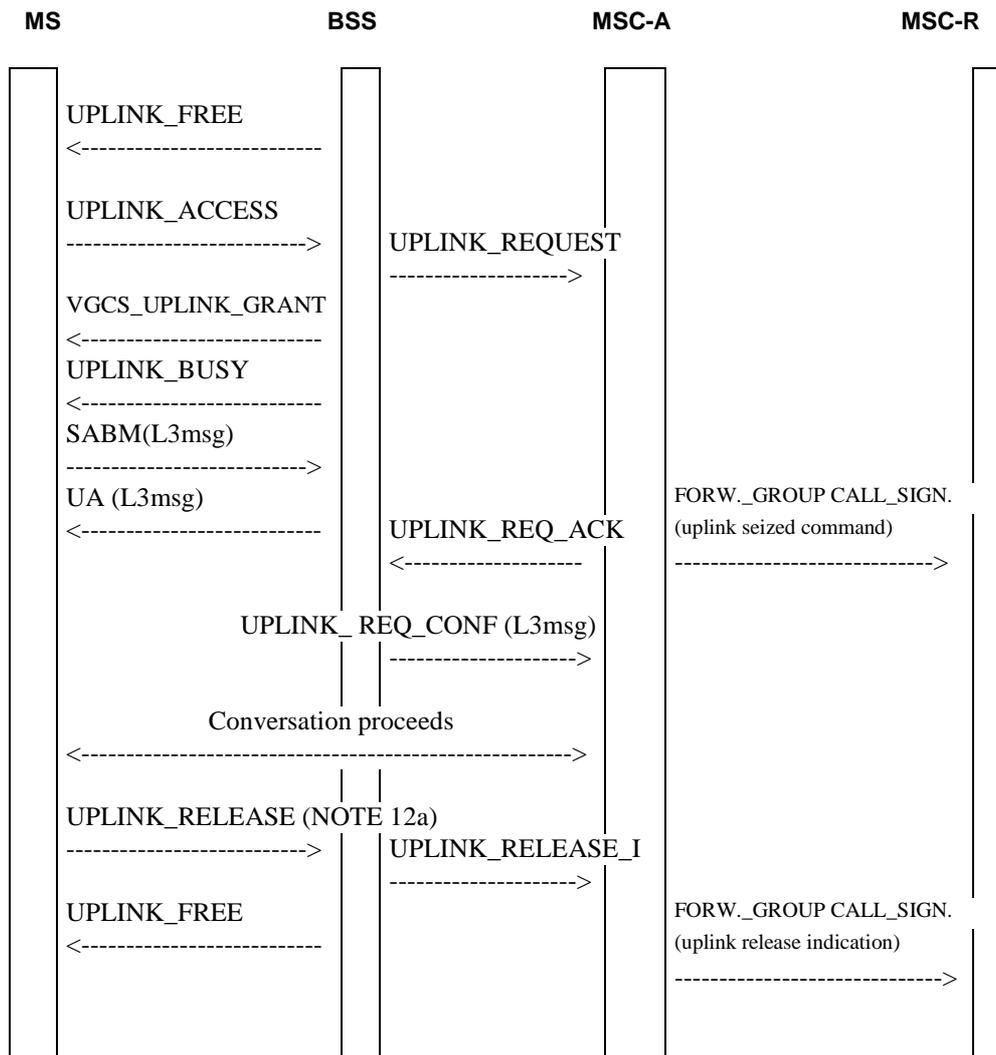 MS BSS MSC-A MSC-R
UPLINK_FREE
<---------------------------
UPLINK_ACCESS
---------------------------> UPLINK_REQUEST
-------------------->
VGCS_UPLINK_GRANT
<---------------------------
UPLINK_BUSY
<---------------------------
SABM(L3msg)
--------------------------->
UA (L3msg) FORW._GROUP CALL_SIGN.
<--------------------------- UPLINK_REQ_ACK (uplink seized command)
<-------------------- ----------------------------->
UPLINK_ REQ_CONF (L3msg)
--------------------->
Conversation proceeds
<------------------------------------------------------->
UPLINK_RELEASE (NOTE 12a)
---------------------------> UPLINK_RELEASE_I
--------------------->
UPLINK_FREE FORW._GROUP CALL_SIGN.
<--------------------------- (uplink release indication)
------------------------------>